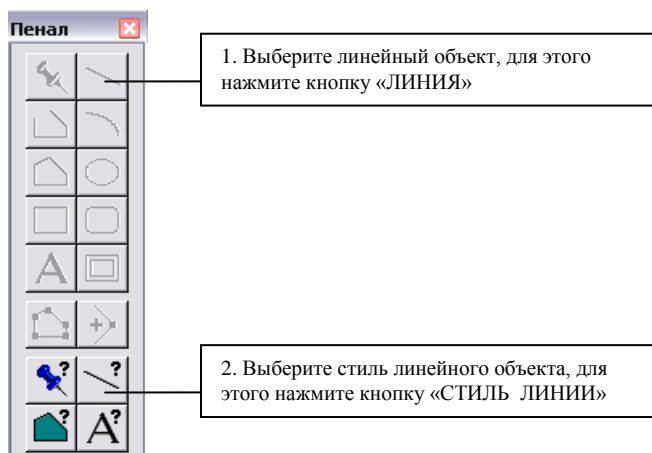 Пенал
1. Выберите линейный объект, для этого
нажмите кнопку «ЛИНИЯ»
A
2. Выберите стиль линейного объекта, для
этого нажмите кнопку «СТИЛЬ ЛИНИИ»
? ?
? A?